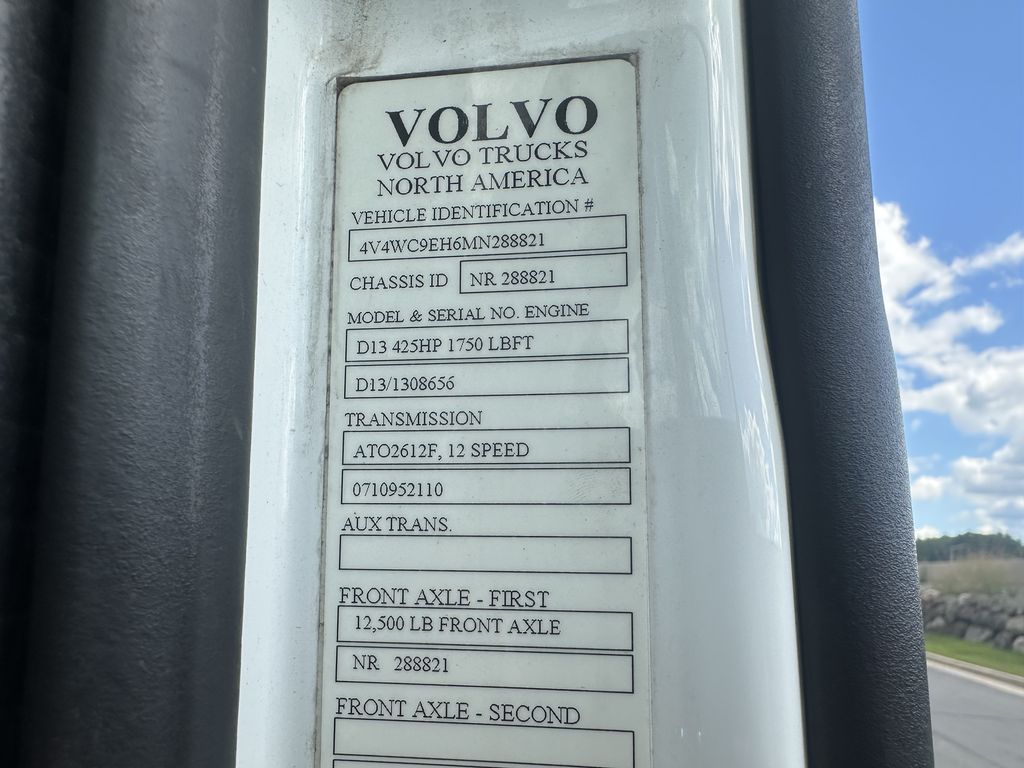 VOLVO
VOLVO TRUCKS
NORTH AMERICA
VEHICLE IDENTIFICATION #
4V4WC9EH6MN288821
CHASSIS ID NR 288821
MODEL & SERIAL NO. ENGINE
D13 425HP 1750 LBFT
D13/1308656
TRANSMISSION
ATO2612F, 12 SPEED
0710952110
AUX TRANS.
FRONT AXLE - FIRST
12,500 LB FRONT AXLE
NR 288821
FRONT AXLE - SECOND